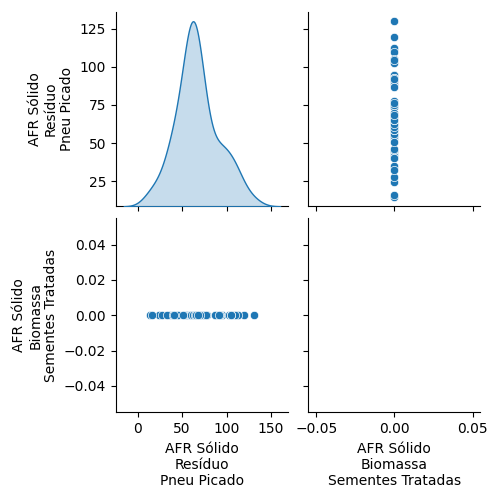 125
100
75
50
25
AFR Sólido
Resíduo
Pneu Picado
0.04
0.02
0.00
−0.02
−0.04
AFR Sólido
Biomassa
Sementes Tratadas
0
50
100
150
AFR Sólido
Resíduo
Pneu Picado
−0.05
0.00
0.05
AFR Sólido
Biomassa
Sementes Tratadas